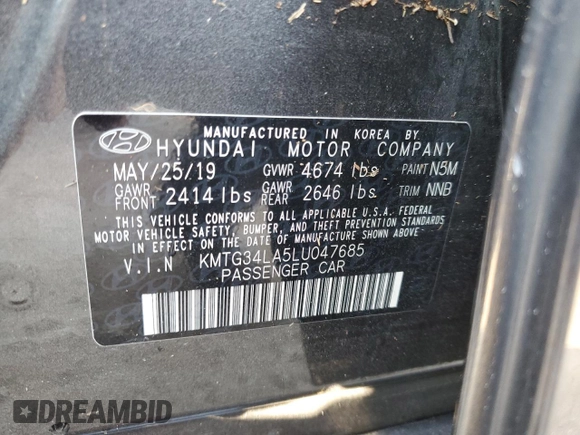 MANUFACTURED IN KOREA BY
HYUNDAI MOTOR COMPANY
MAY/25/19 GVWR 4674 lbs PAINT N5M
GAWR FRONT 2414 lbs GAWR REAR 2646 lbs TRIM NNB
THIS VEHICLE CONFORMS TO ALL APPLICABLE U.S.A. FEDERAL
MOTOR VEHICLE SAFETY, BUMPER, AND THEFT PREVENTION STANDARDS
IN EFFECT ON THE DATE OF MANUFACTURE SHOWN ABOVE.
V.I.N KMTG34LA5LU047685
PASSENGER CAR
DREAMBID